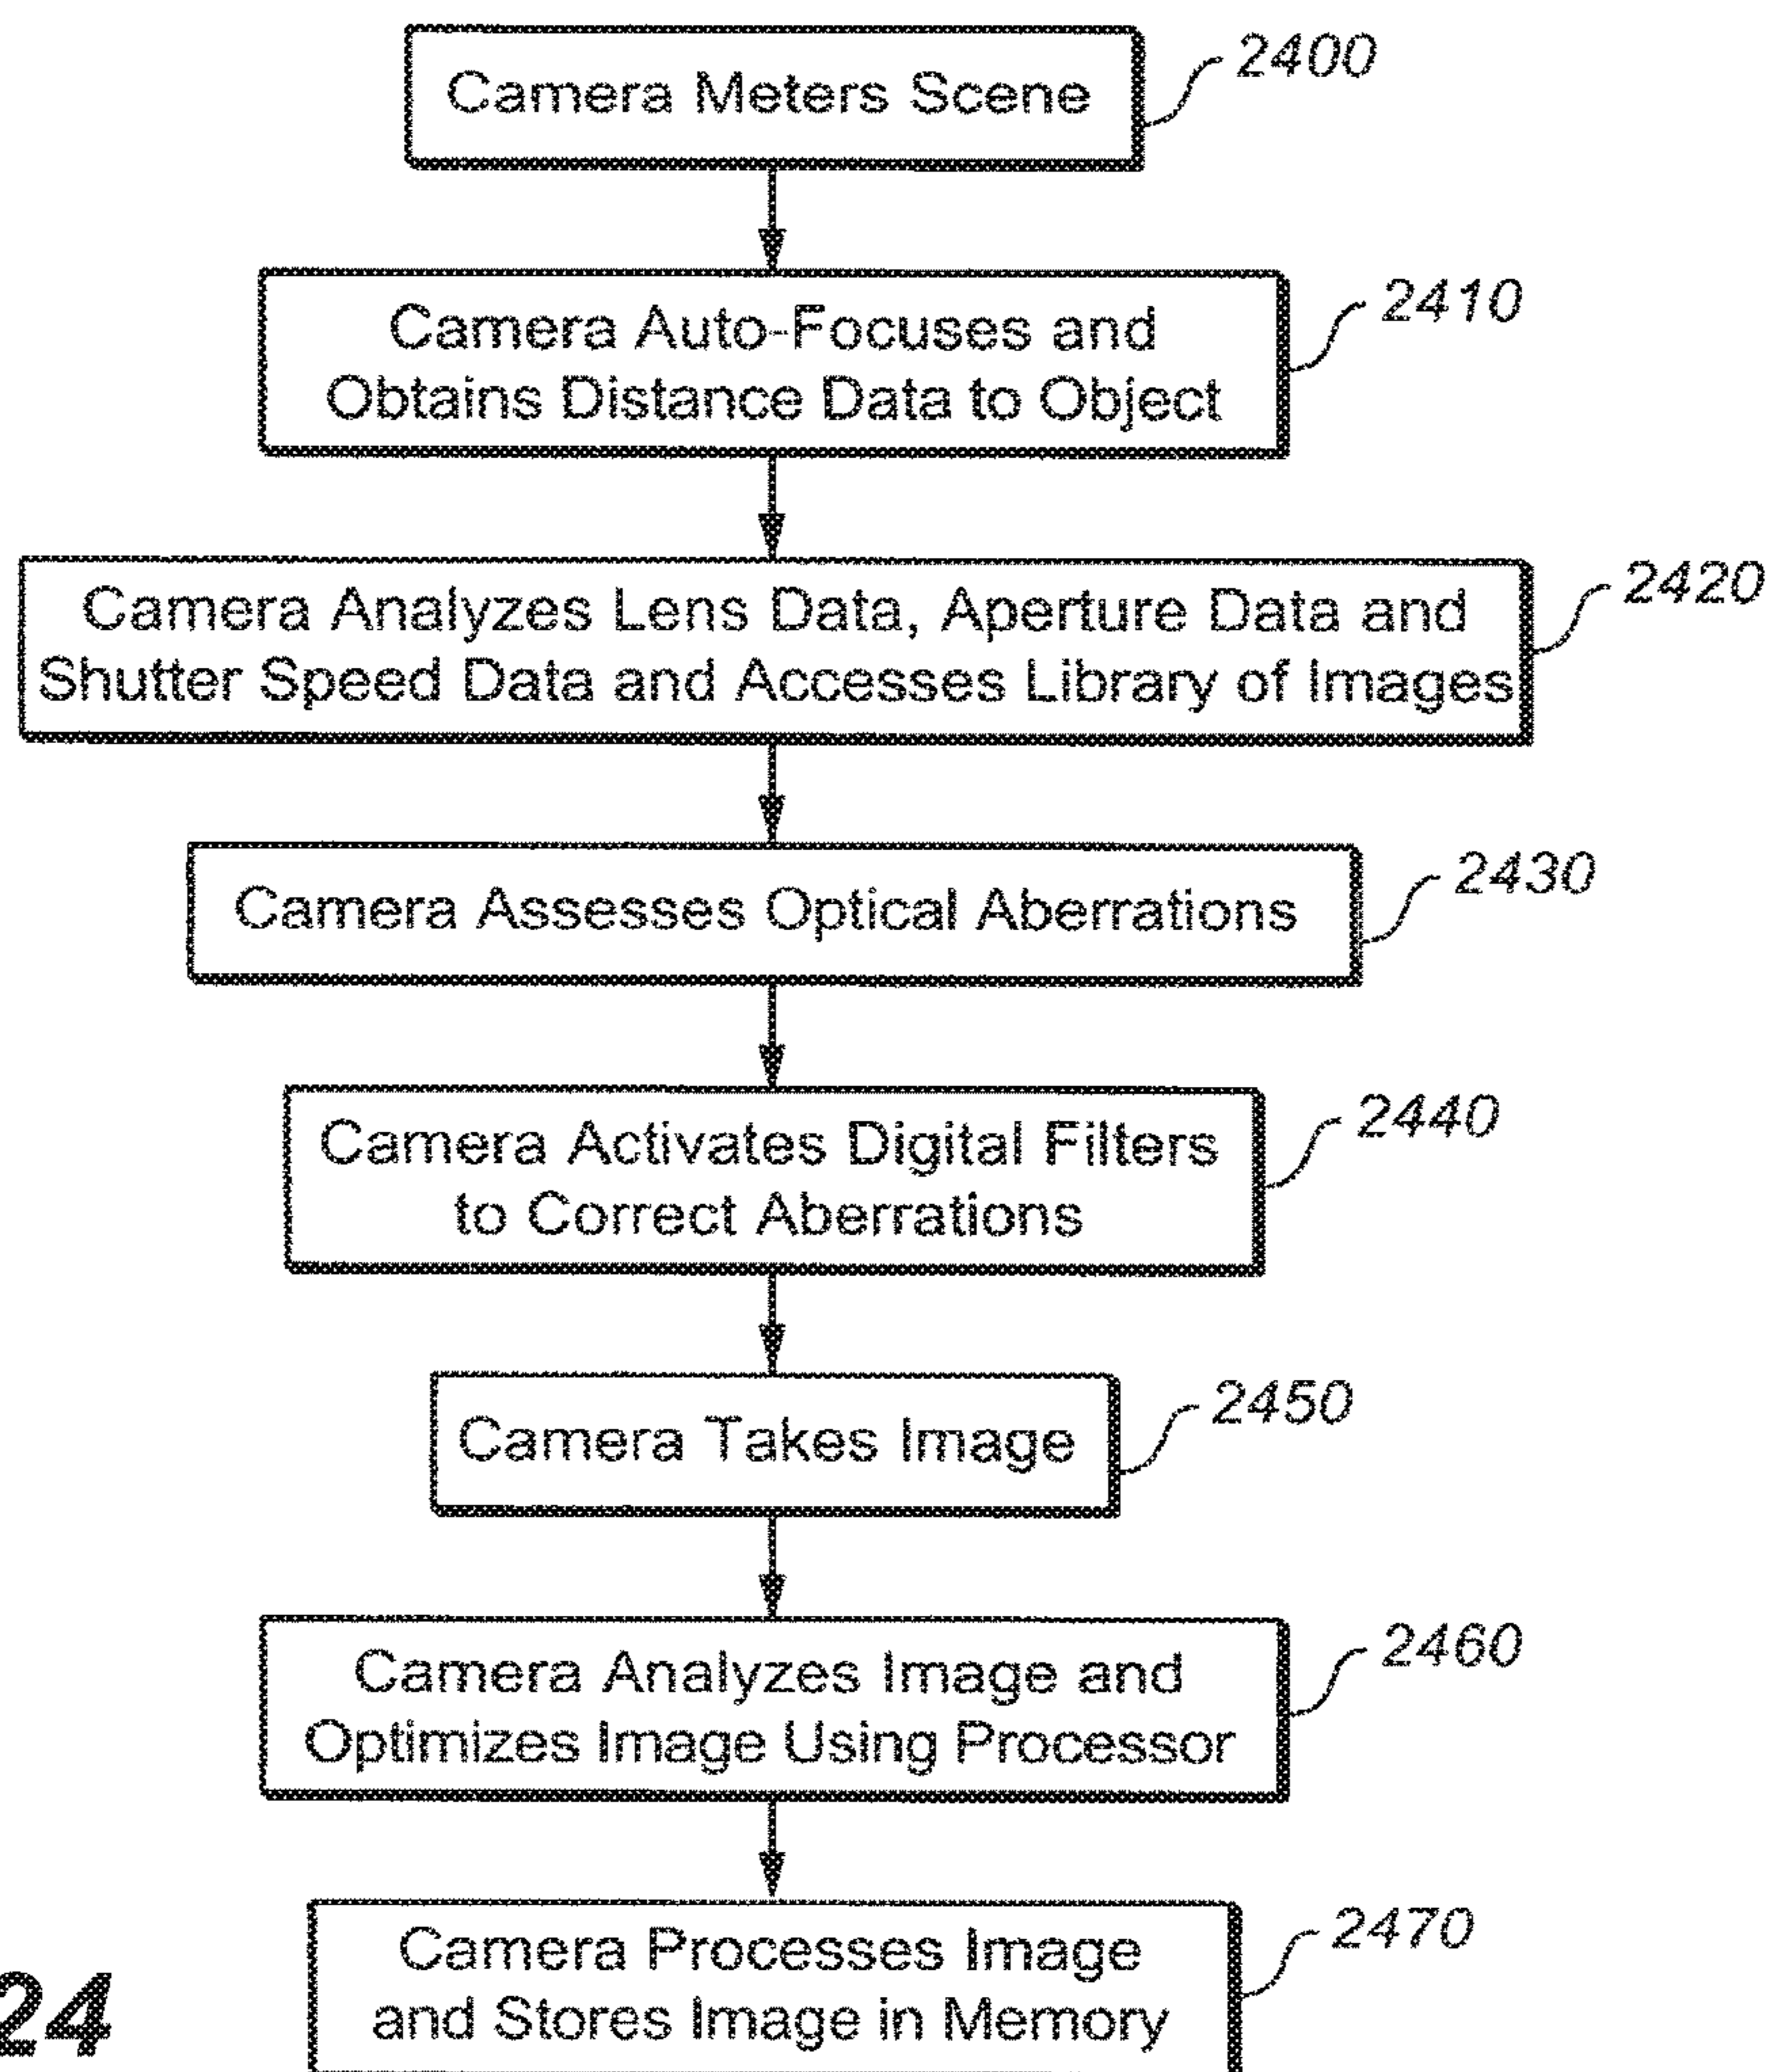 Camera Meters Scene
2400
Camera Auto-Focuses and
Obtains Distance Data to Object
2410
Camera Analyzes Lens Data, Aperture Data and
Shutter Speed Data and Accesses Library of Images
2420
Camera Assesses Optical Aberrations
2430
Camera Activates Digital Filters
to Correct Aberrations
2440
Camera Takes Image
2450
Camera Analyzes Image and
Optimizes Image Using Processor
2460
Camera Processes Image
and Stores Image in Memory
2470
24